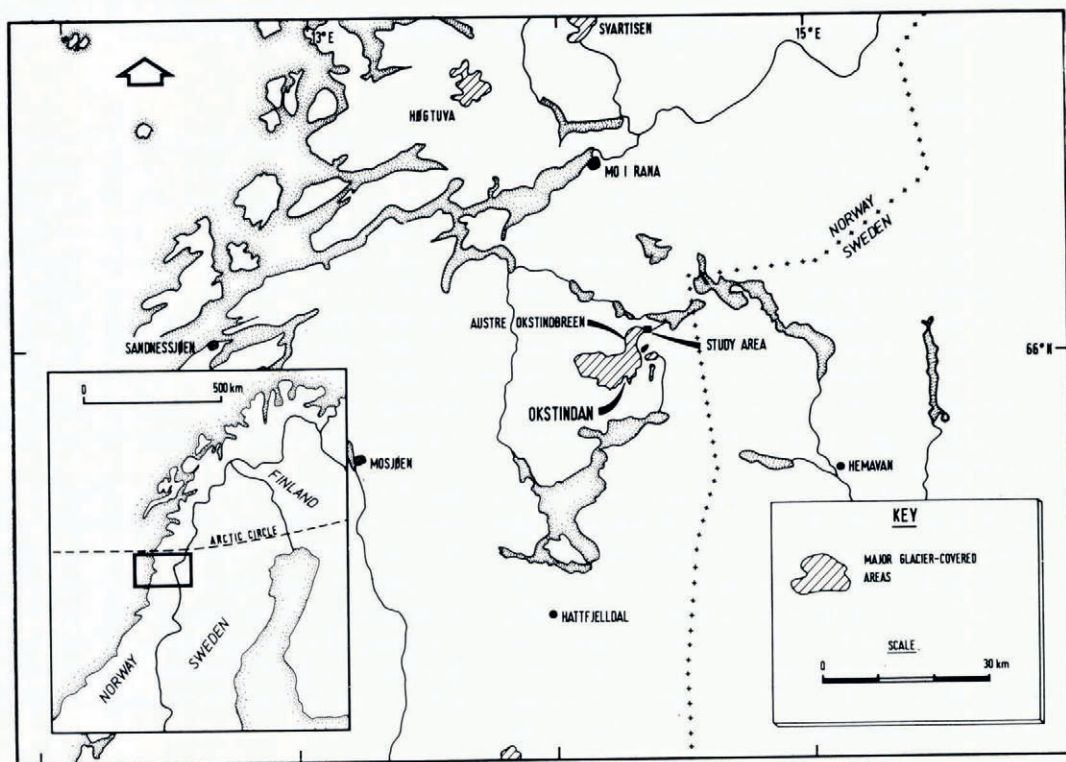 SVARTISEN
3°E
15°E
HØGTUVA
MO I RANA
NORWAY
SWEDEN
AUSTRE OKSTINDBREEN
STUDY AREA
SANDNESSJØEN
66°N
OKSTINDAN
0 500 km
MOSJØEN
HEMAVAN
FINLAND
ARCTIC CIRCLE
SWEDEN
NORWAY
HATTFJELLDAL
KEY
MAJOR GLACIER-COVERED
AREAS
SCALE
0 30 km